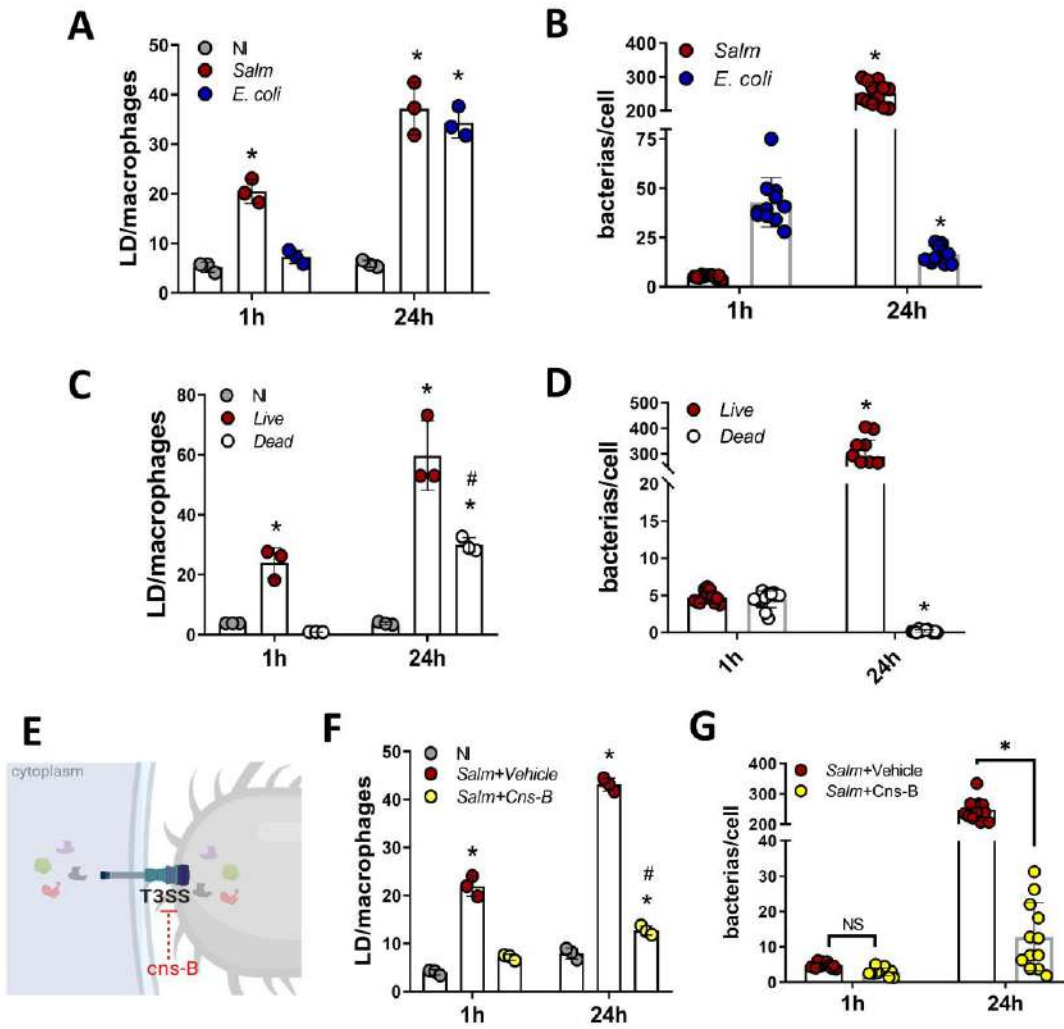 A
NI
Salm
E. coli
LD/macrophages
50
40
30
20
10
0
*
*
*
1h
24h
B
Salm
E. coli
bacterias/cell
400
300
200
75
50
25
0
*
*
1h
24h
C
NI
Live
Dead
LD/macrophages
80
60
40
20
0
*
*
#
*
1h
24h
D
Live
Dead
bacterias/cell
500
400
300
20
15
10
5
0
*
*
1h
24h
E
cytoplasm
T3SS
cns-B
F
NI
Salm+Vehicle
Salm+Cns-B
LD/macrophages
50
40
30
20
10
0
*
*
#
*
1h
24h
G
Salm+Vehicle
Salm+Cns-B
bacterias/cell
400
300
200
40
30
20
10
0
NS
*
1h
24h